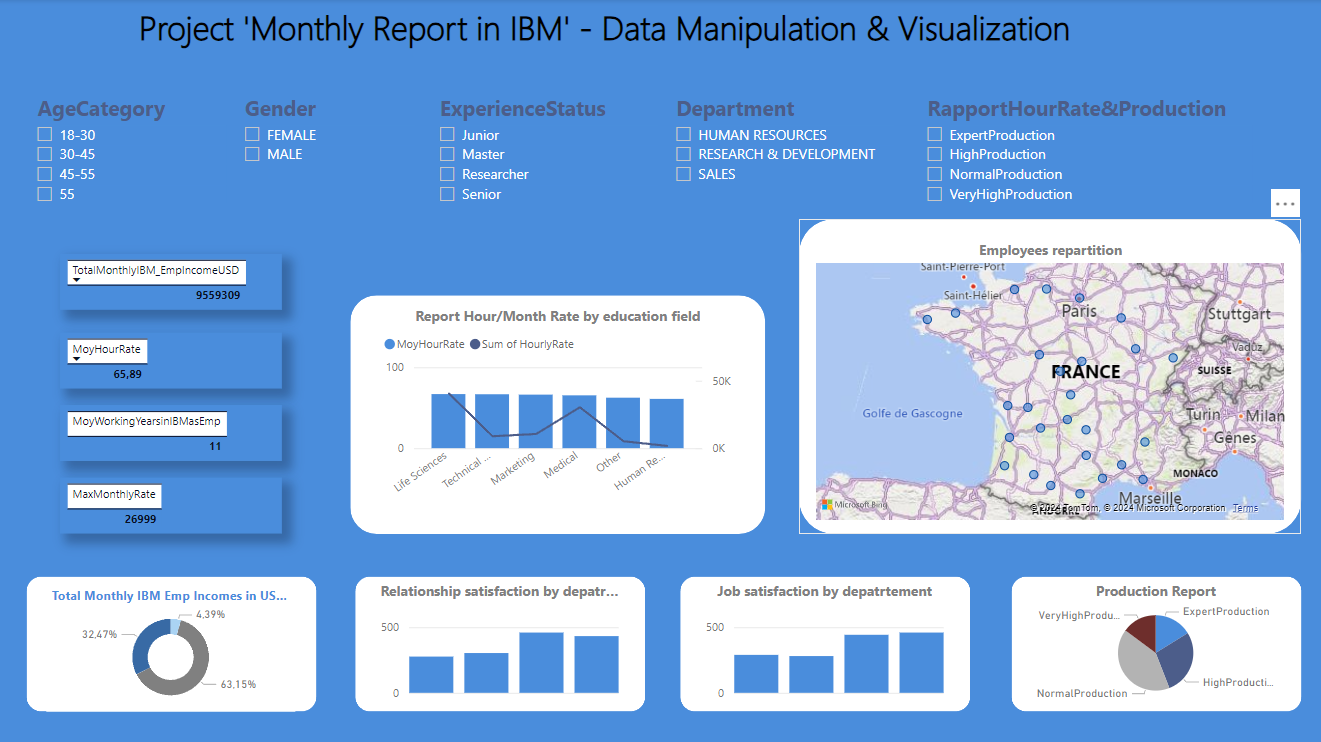 Project 'Monthly Report in IBM' - Data Manipulation & Visualization
AgeCategory
18-30
30-45
45-55
55
Gender
FEMALE
MALE
ExperienceStatus
Junior
Master
Researcher
Senior
Department
HUMAN RESOURCES
RESEARCH & DEVELOPMENT
SALES
RapportHourRate&Production
ExpertProduction
HighProduction
NormalProduction
VeryHighProduction
TotalMonthlyIBM_EmpIncomeUSD
9559309
MoyHourRate
65,89
MoyWorkingYearsinIBMasEmp
11
MaxMonthlyRate
26999
Report Hour/Month Rate by education field
MoyHourRate Sum of HourlyRate
100
50K
0
0K
Life Sciences
Technical ...
Marketing
Medical
Other
Human Re...
Employees repartition
Saint-Pierre-Port
Saint-Hélier
Paris
Stuttgart
Vaduz
FRANCE
SUISSE
Golfe de Gascogne
Turin
Milan
Gênes
MONACO
Marseille
ANDORRE
Microsoft Bing
© 2024 TomTom, © 2024 Microsoft Corporation Terms
Total Monthly IBM Emp Incomes in US...
4,39%
32,47%
63,15%
Relationship satisfaction by depatr...
500
0
Job satisfaction by depatrtement
500
0
Production Report
VeryHighProdu...
ExpertProduction
NormalProduction
HighProducti...